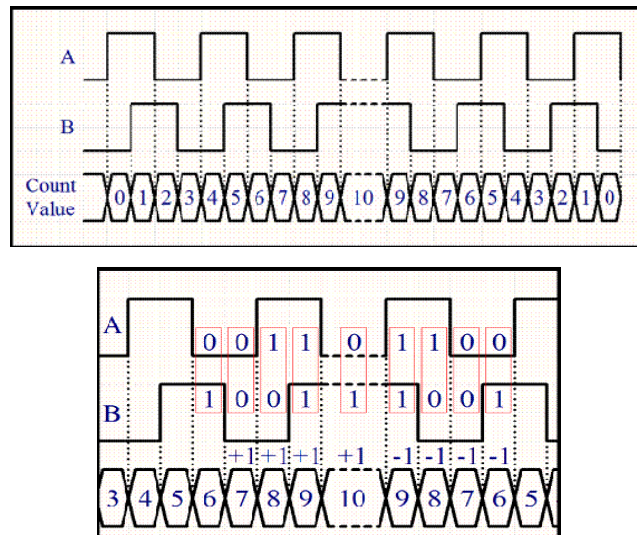 A
B
Count
Value
0 1 2 3 4 5 6 7 8 9 10 9 8 7 6 5 4 3 2 1 0
A
0 0 1 1 0 1 1 0 0
B
1 0 0 1 1 1 0 0 1
+1 +1 +1 +1 -1 -1 -1 -1
3 4 5 6 7 8 9 10 9 8 7 6 5